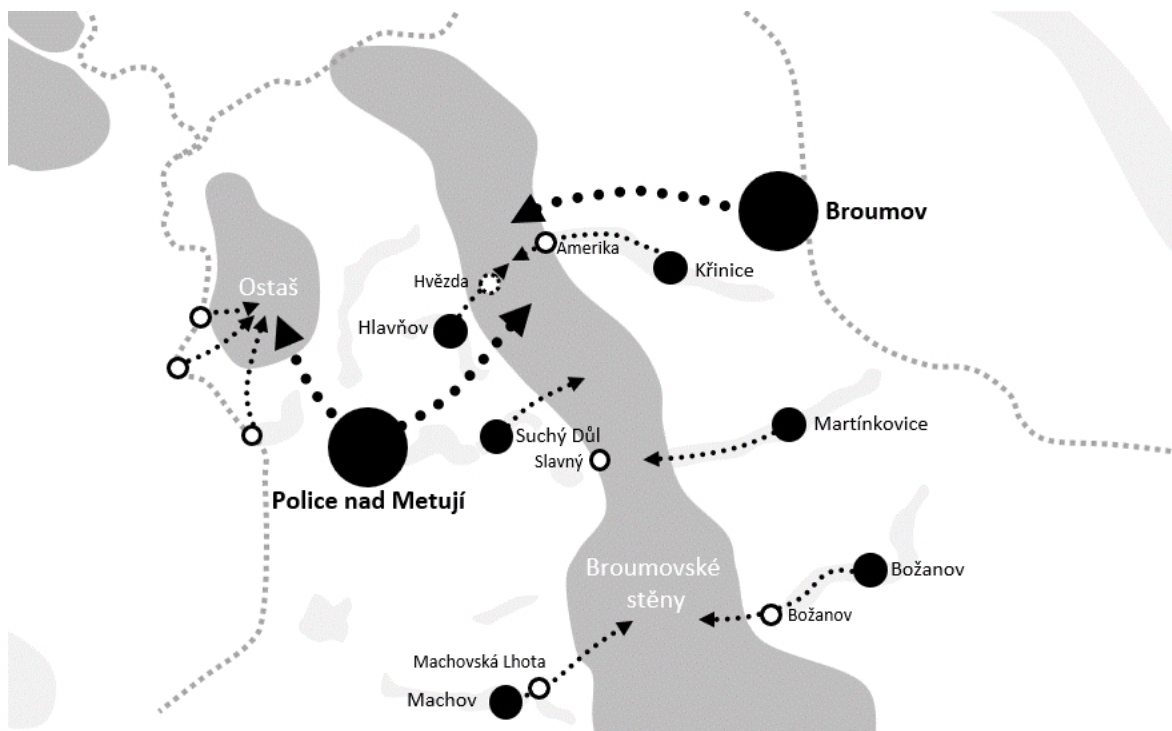 Broumov
Amerika
Křinice
Hvězda
Ostaš
Hlavňov
Martínkovice
Suchý Důl
Slavný
Police nad Metují
Broumovské
stěny
Božanov
Božanov
Machovská Lhota
Machov